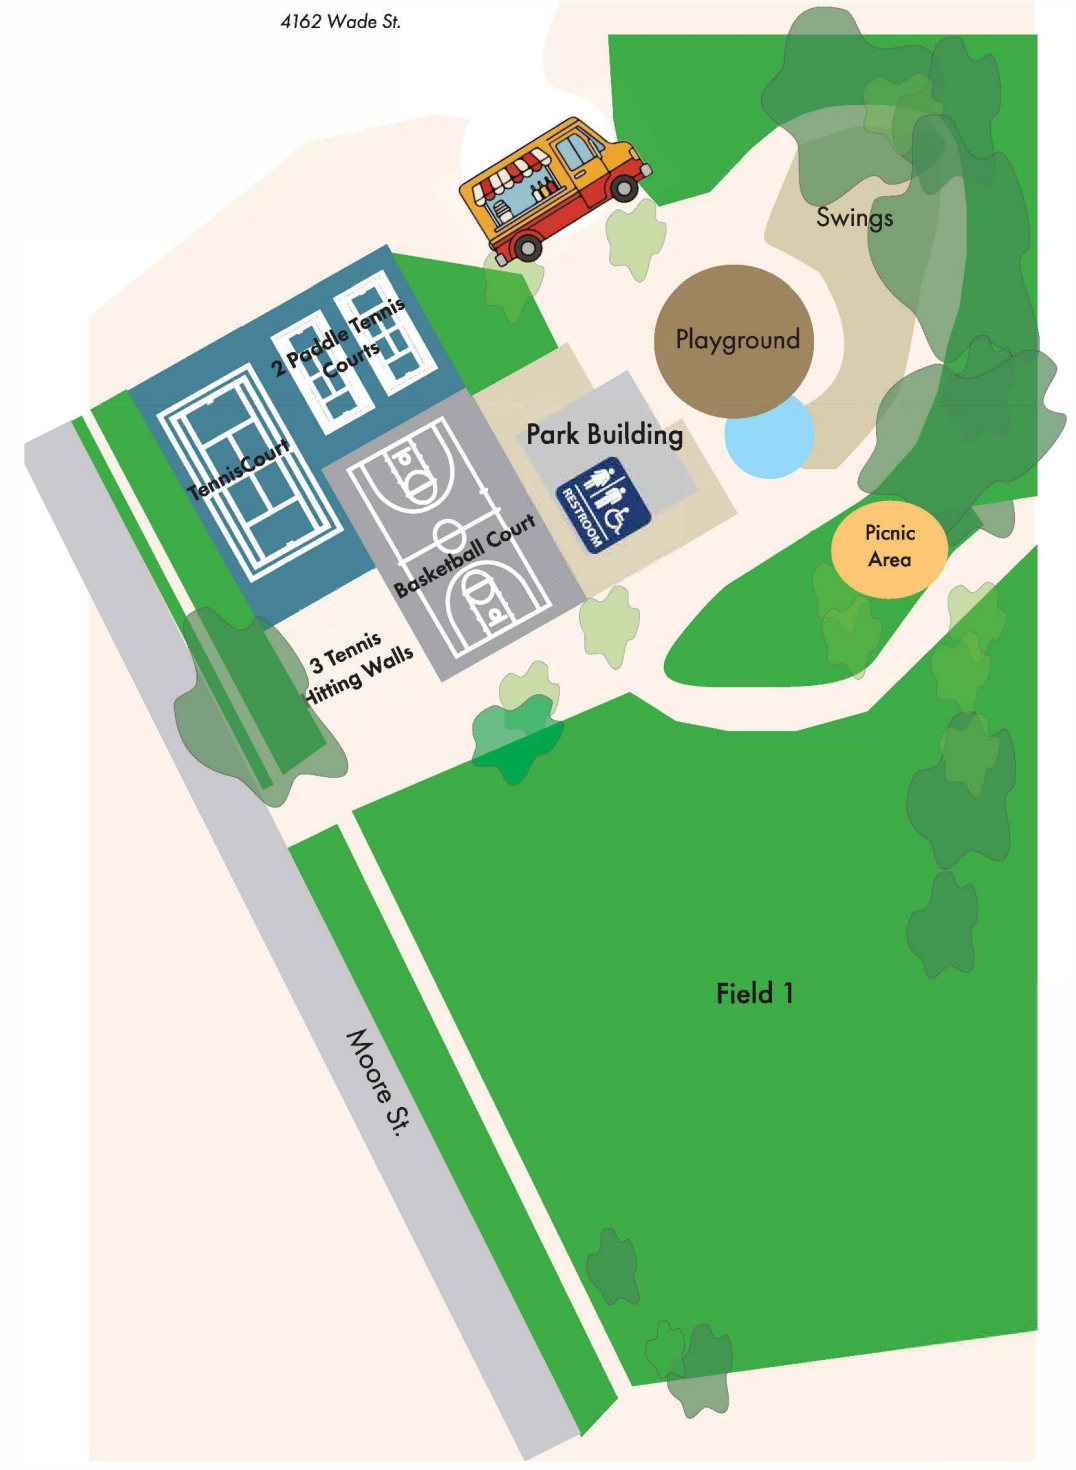 4162 Wade St.
Swings
2 Paddle Tennis
Courts
Playground
TennisCourt
Park Building
RESTROOM
Basketball Court
Picnic
Area
3 Tennis
Hitting Walls
Field 1
Moore St.